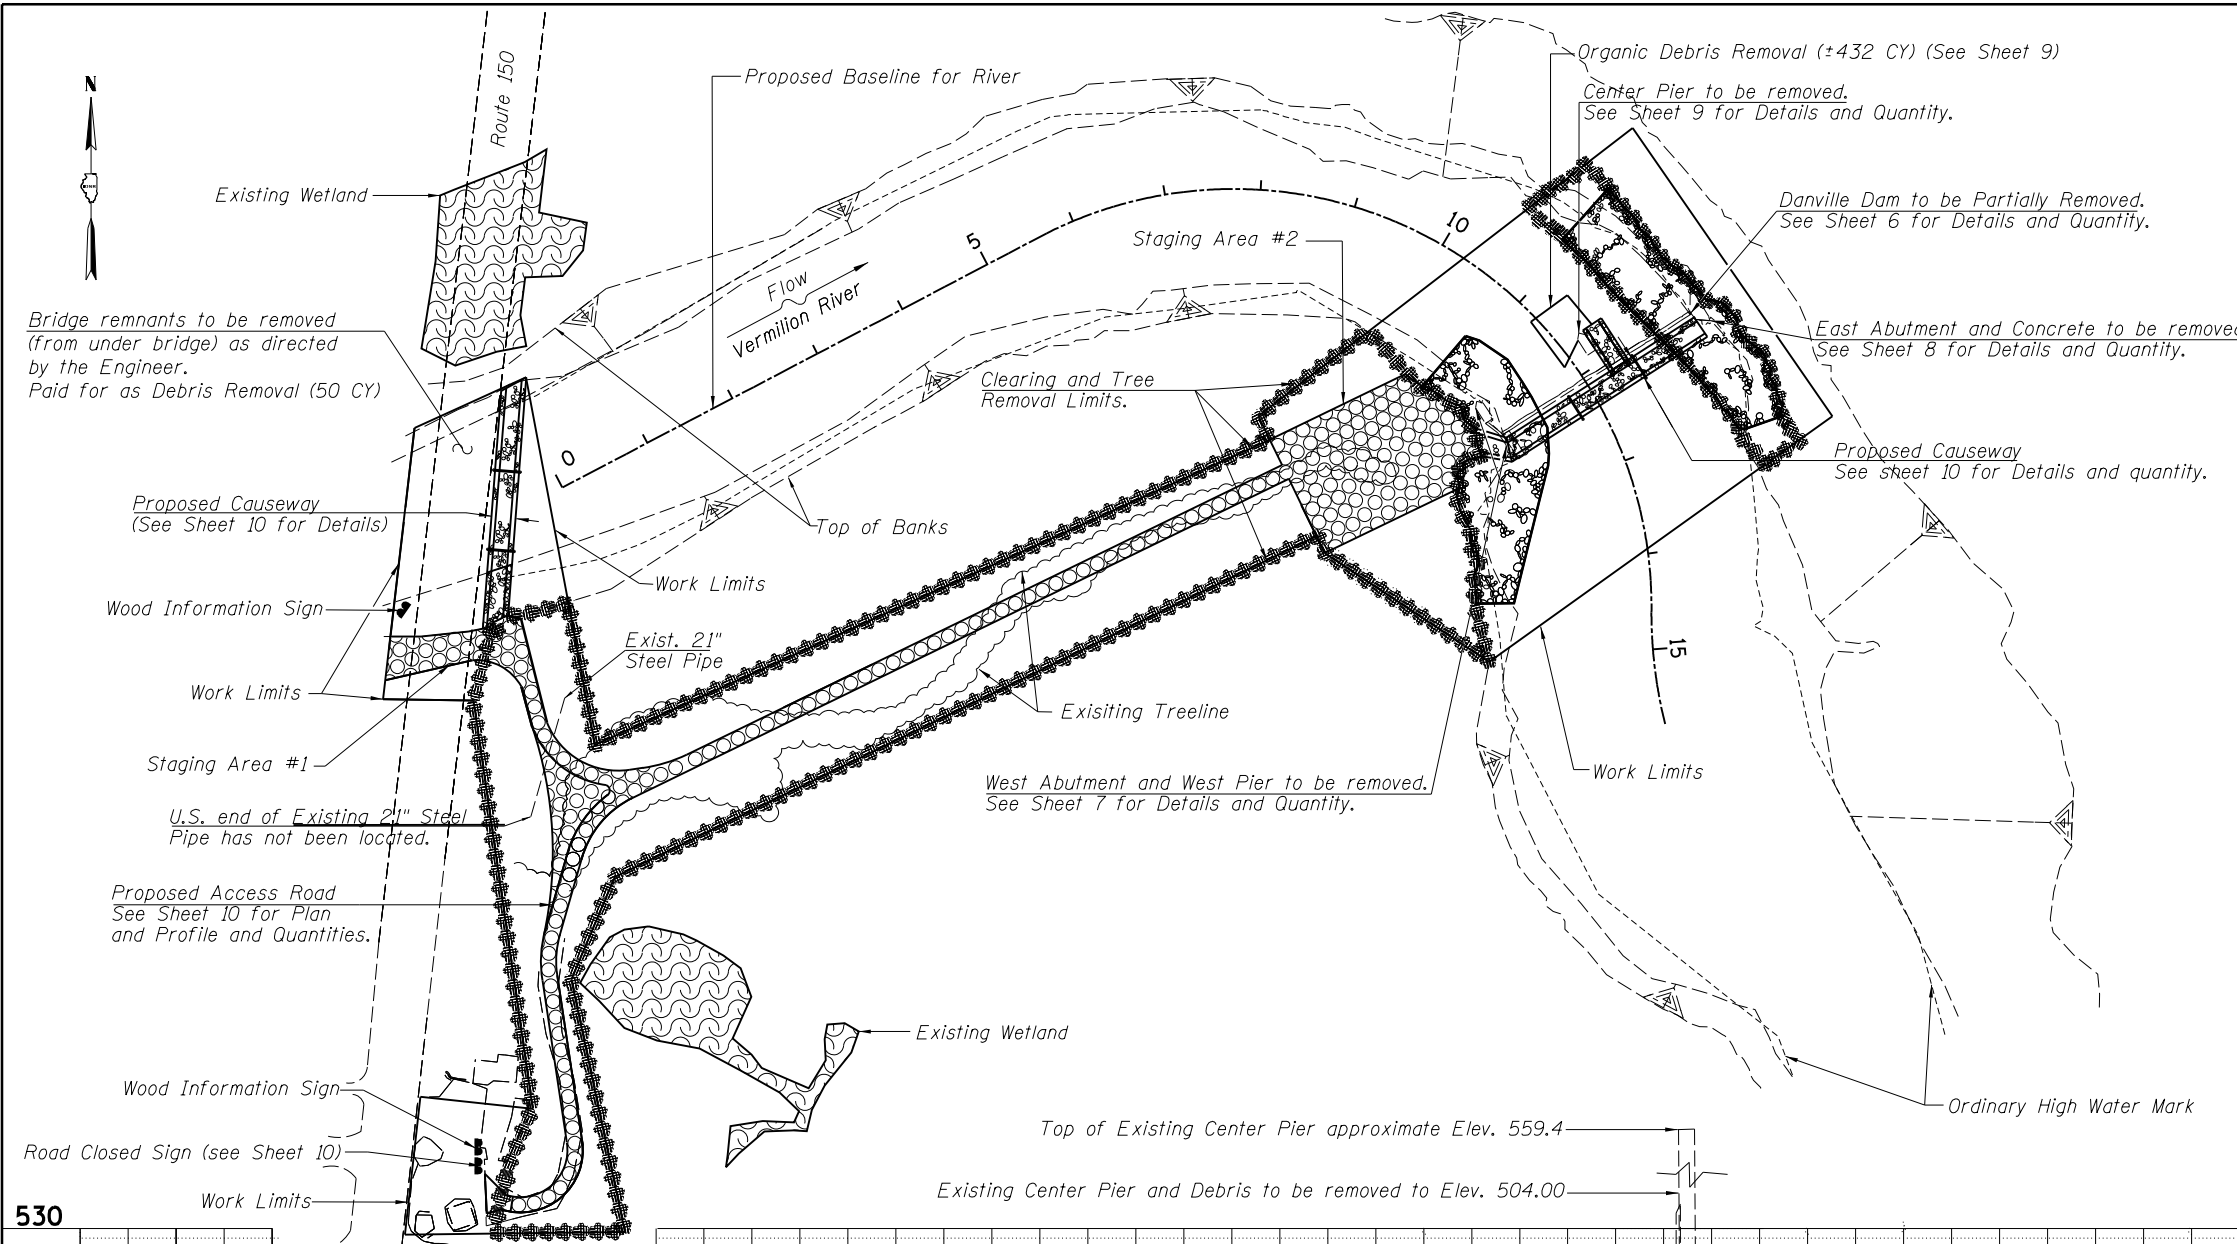 N
Route 150
Proposed Baseline for River
Organic Debris Removal (±432 CY) (See Sheet 9)
Center Pier to be removed.
See Sheet 9 for Details and Quantity.
Existing Wetland
Danville Dam to be Partially Removed.
See Sheet 6 for Details and Quantity.
Staging Area #2
10
5
Flow
Vermilion River
Bridge remnants to be removed
(from under bridge) as directed
by the Engineer.
Paid for as Debris Removal (50 CY)
East Abutment and Concrete to be remove
See Sheet 8 for Details and Quantity.
Clearing and Tree
Removal Limits.
0
Proposed Causeway
See sheet 10 for Details and quantity.
Proposed Causeway
(See Sheet 10 for Details)
Top of Banks
Work Limits
Wood Information Sign
Exist. 21"
Steel Pipe
15
Work Limits
Exisiting Treeline
Staging Area #1
Work Limits
West Abutment and West Pier to be removed.
See Sheet 7 for Details and Quantity.
U.S. end of Existing 21" Steel
Pipe has not been located.
Proposed Access Road
See Sheet 10 for Plan
and Profile and Quantities.
Existing Wetland
Wood Information Sign
Ordinary High Water Mark
Top of Existing Center Pier approximate Elev. 559.4
Road Closed Sign (see Sheet 10)
Existing Center Pier and Debris to be removed to Elev. 504.00
Work Limits
530